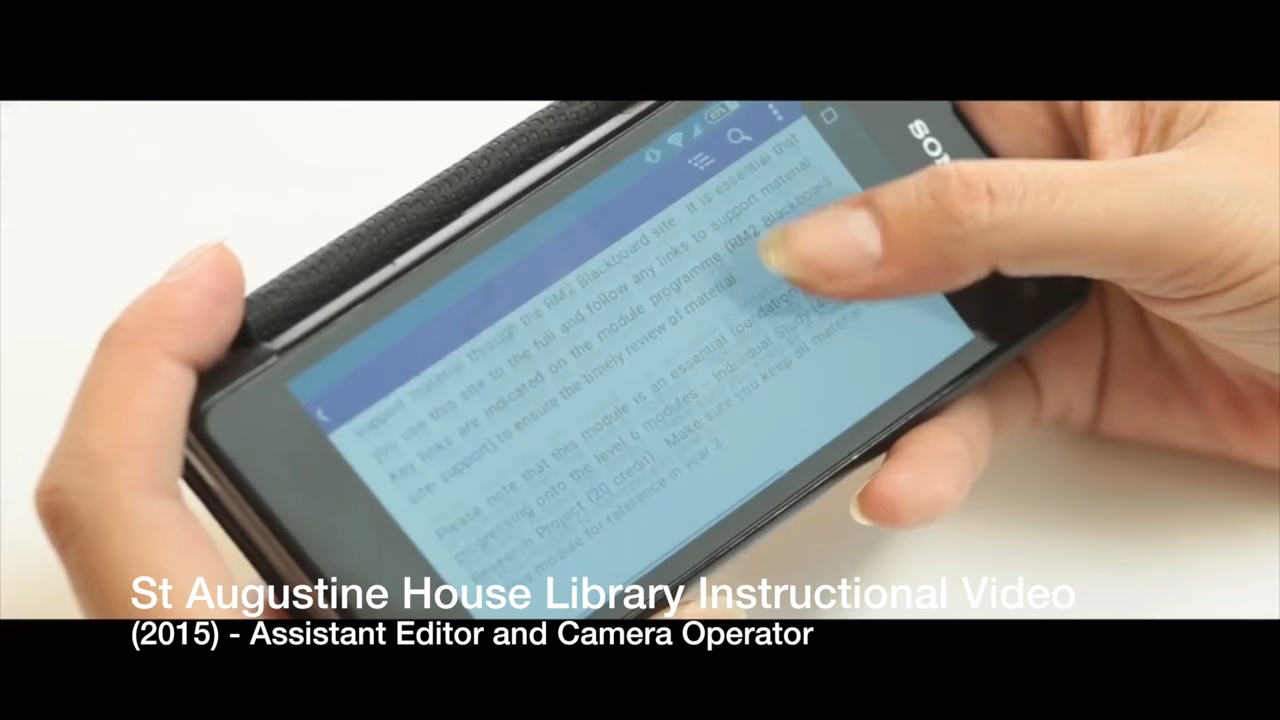 SON
support material through the RM2 Blackboard site. It is essential that
you use this site to the full and follow any links to support material
Key links are indicated on the module programme (RM2 Blackboard
site support) to ensure the timely review of material
Please note that this module is an essential foundation
progressing onto the level 6 modules - Individual Study (4
Research Project (20 credit). Make sure you keep all material
module for reference in year 3
St Augustine House Library Instructional Video
(2015) - Assistant Editor and Camera Operator